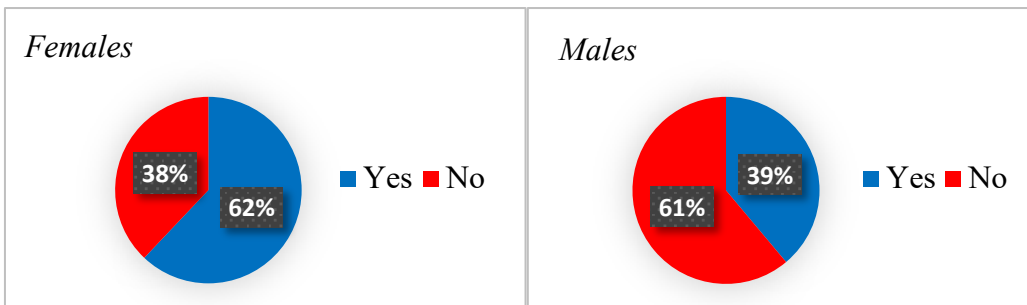 Females
38%
62%
Yes No
Males
39%
61%
Yes No